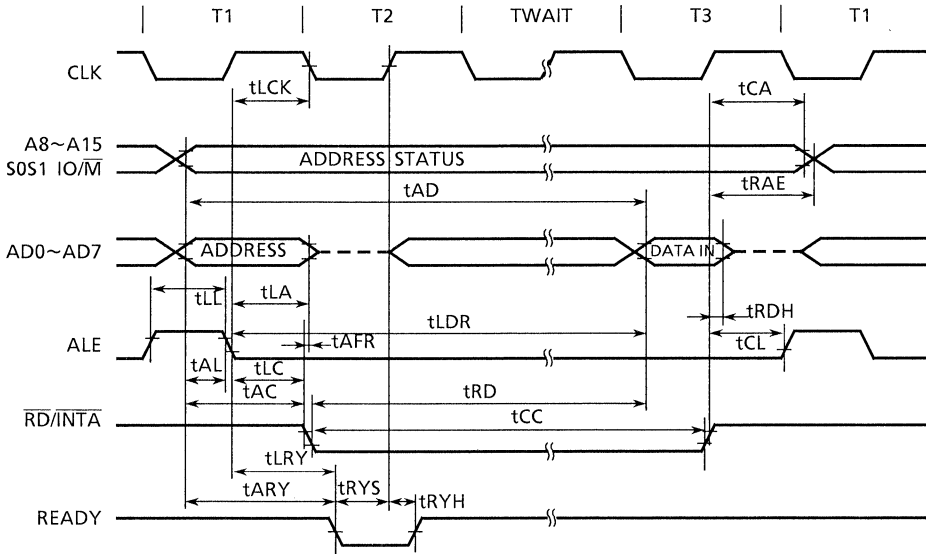 T1 T2 TWAIT T3 T1
CLK
tLCK
tCA
A8~A15
S0S1 IO/M̅
ADDRESS STATUS
tAD
tRAE
AD0~AD7
ADDRESS
DATA IN
tLL
tLA
tLDR
tRDH
ALE
tAFR
tCL
tAL
tLC
tAC
tRD
R̅D̅/I̅N̅T̅A̅
tCC
tLRY
tARY
tRYS
tRYH
READY